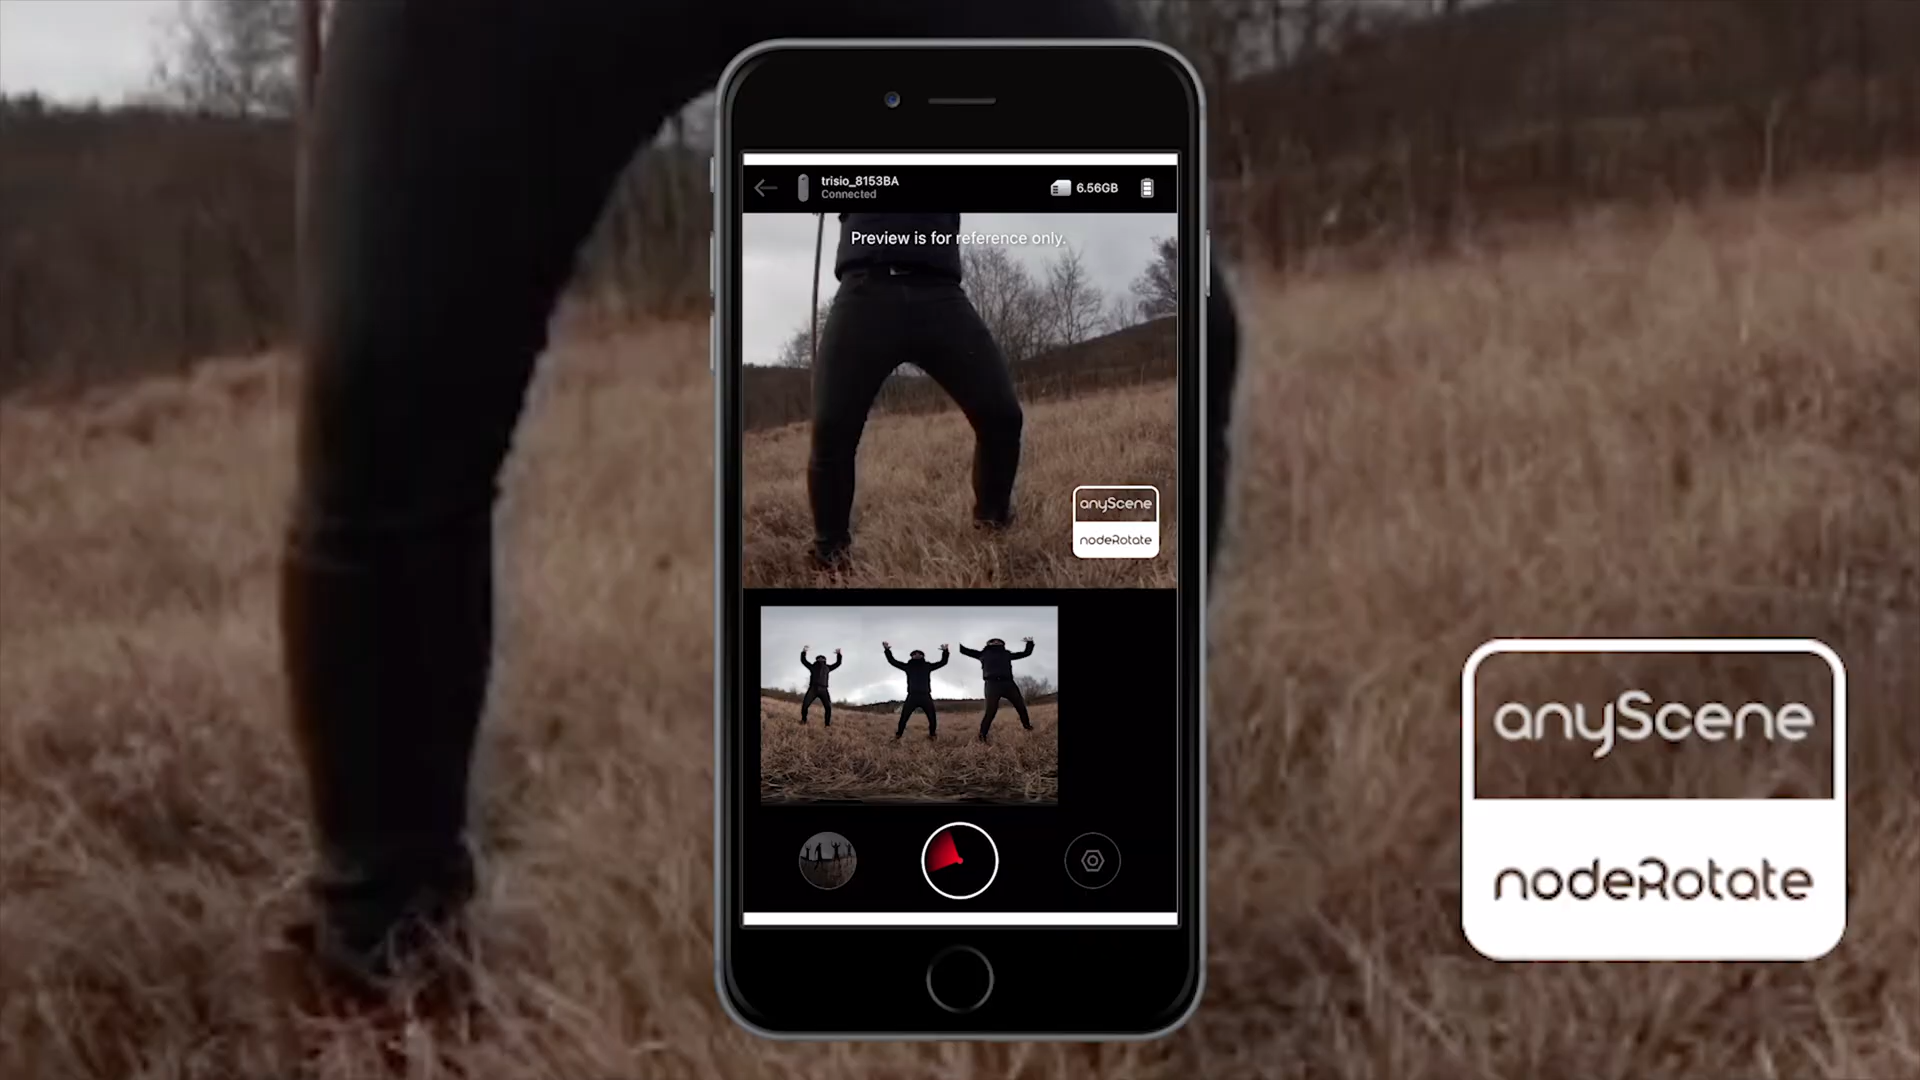 trisio_8153BA
Connected
6.56GB
Preview is for reference only.
anyScene
nodeRotate
anyScene
nodeRotate